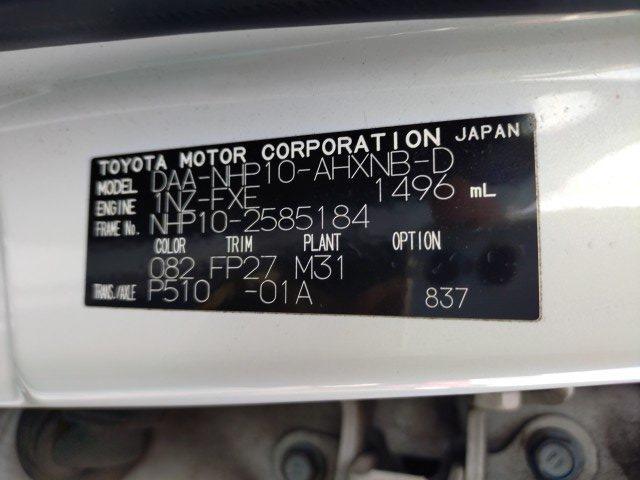 TOYOTA MOTOR CORPORATION JAPAN
MODEL DAA-NHP10-AHXNB-D
ENGINE 1NZ-FXE 1496 mL
FRAME No. NHP10-2585184
COLOR TRIM PLANT OPTION
082 FP27 M31
TRANS./AXLE P510 -01A 837